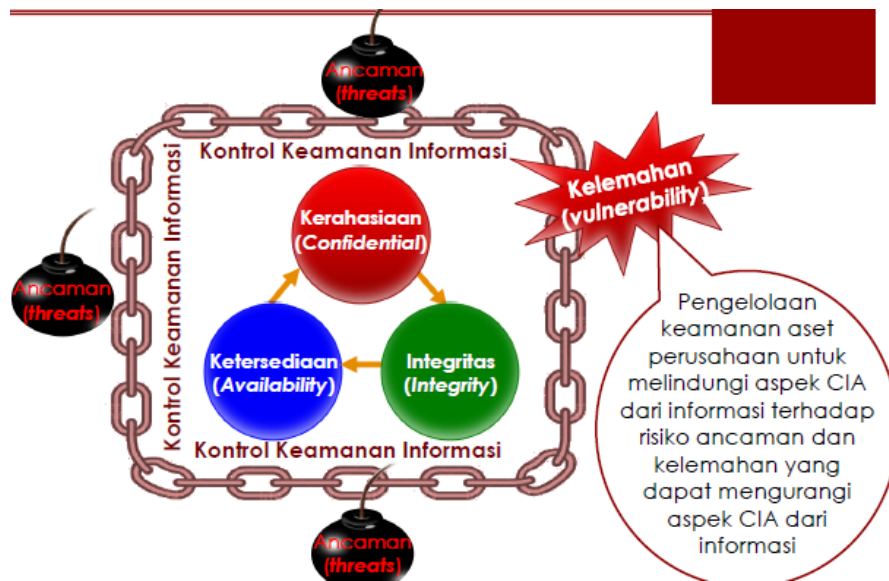 Ancaman
(threats)
Kontrol Keamanan Informasi
Kontrol Keamanan Informasi
Kelemahan
(vulnerability)
Kerahasiaan
(Confidential)
Ancaman
(threats)
Ketersediaan
(Availability)
Integritas
(Integrity)
Kontrol Keamanan Informasi
Ancaman
(threats)
Pengelolaan
keamanan aset
perusahaan untuk
melindungi aspek CIA
dari informasi terhadap
risiko ancaman dan
kelemahan yang
dapat mengurangi
aspek CIA dari
informasi